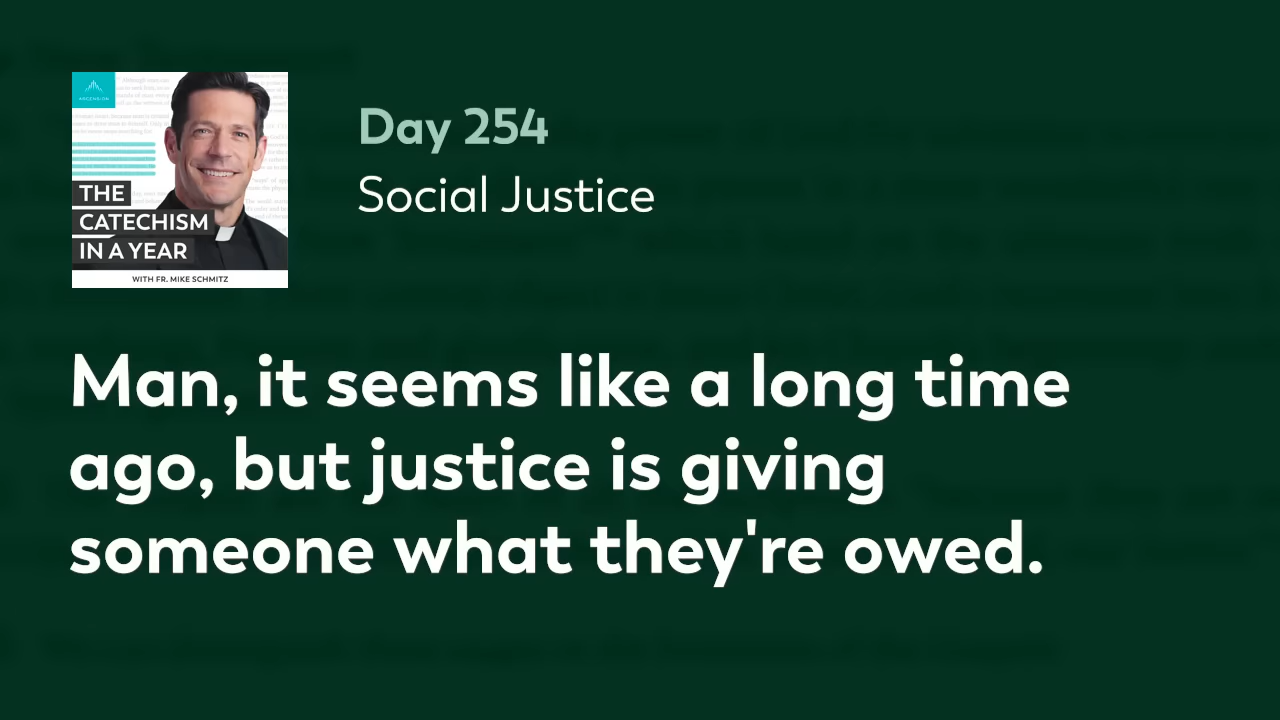 ASCENSION
THE
CATECHISM
IN A YEAR
WITH FR. MIKE SCHMITZ
Day 254
Social Justice
Man, it seems like a long time
ago, but justice is giving
someone what they're owed.